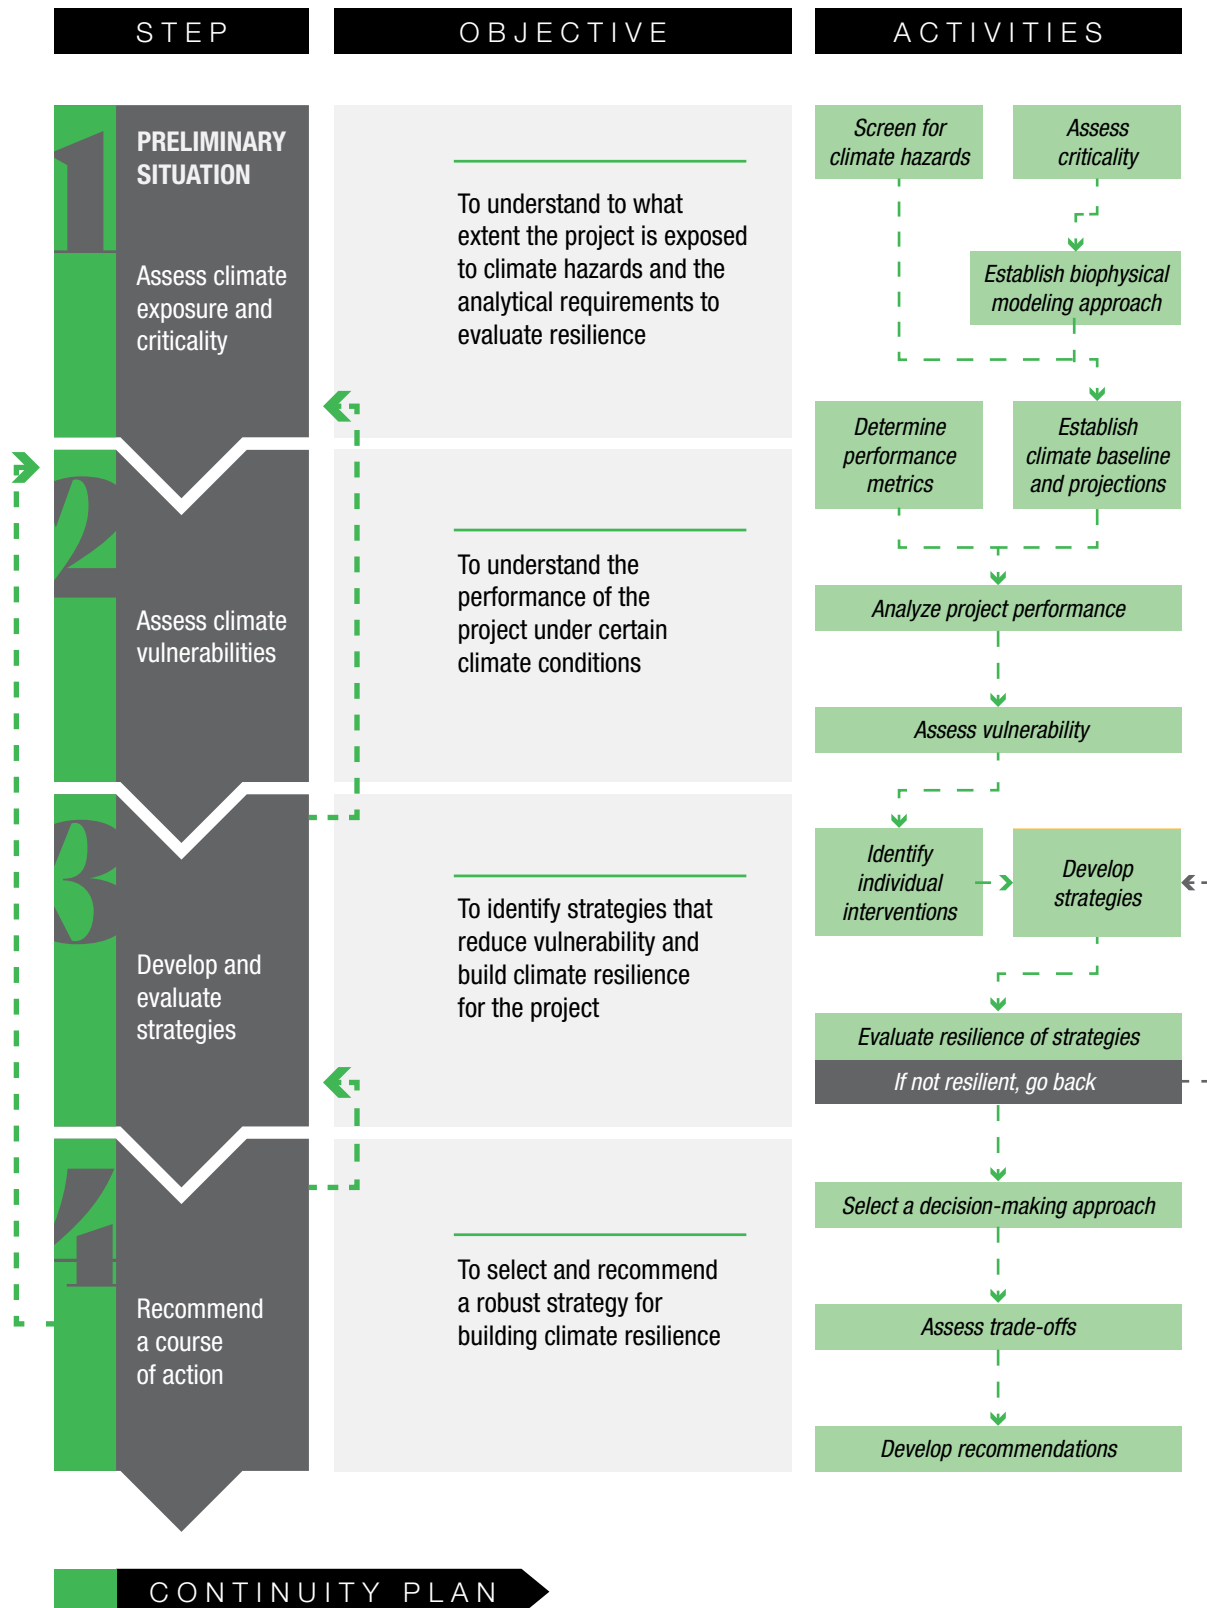 STEP
OBJECTIVE
ACTIVITIES
1
PRELIMINARY
SITUATION
Assess climate
exposure and
criticality
To understand to what
extent the project is exposed
to climate hazards and the
analytical requirements to
evaluate resilience
Screen for
climate hazards
Assess
criticality
Establish biophysical
modeling approach
Determine
performance
metrics
Establish
climate baseline
and projections
2
Assess climate
vulnerabilities
To understand the
performance of the
project under certain
climate conditions
Analyze project performance
Assess vulnerability
3
Develop and
evaluate
strategies
To identify strategies that
reduce vulnerability and
build climate resilience
for the project
Identify
individual
interventions
Develop
strategies
Evaluate resilience of strategies
If not resilient, go back
4
Recommend
a course
of action
To select and recommend
a robust strategy for
building climate resilience
Select a decision-making approach
Assess trade-offs
Develop recommendations
CONTINUITY PLAN